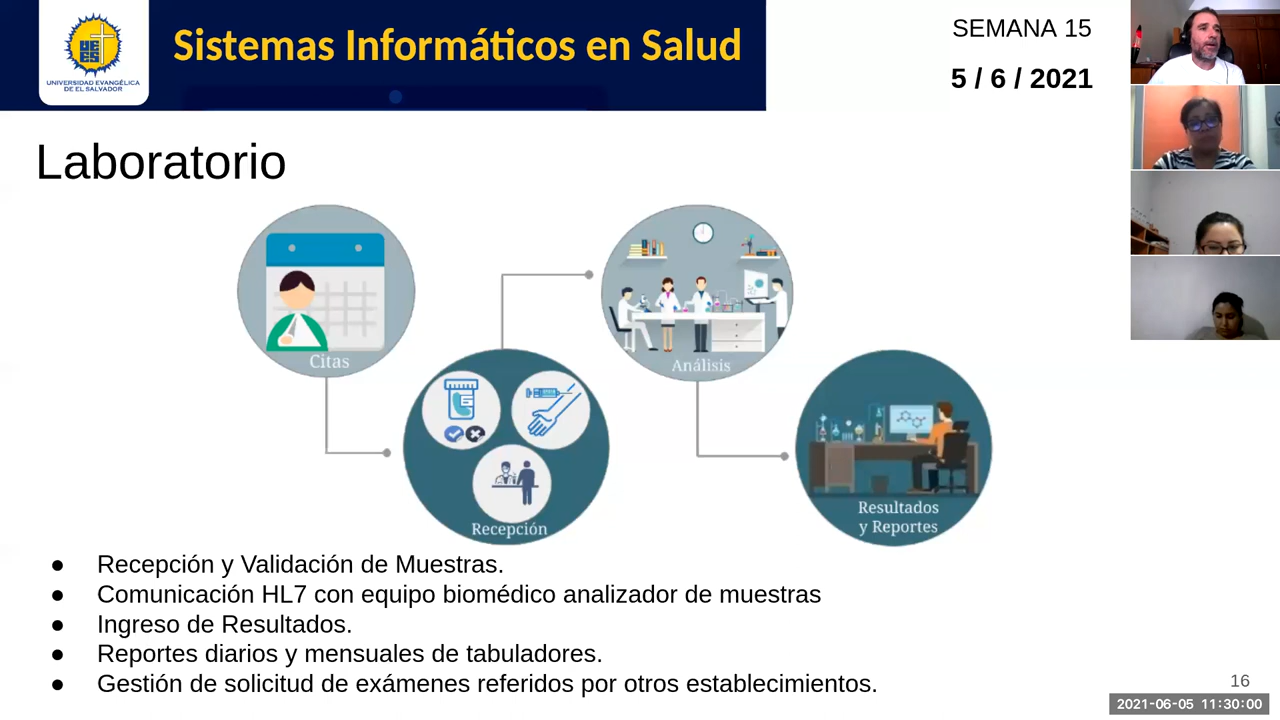 UNIVERSIDAD EVANGÉLICA
DE EL SALVADOR
Sistemas Informáticos en Salud
SEMANA 15
5 / 6 / 2021
Laboratorio
Citas
Recepción
Análisis
Resultados
y Reportes
● Recepción y Validación de Muestras.
● Comunicación HL7 con equipo biomédico analizador de muestras
● Ingreso de Resultados.
● Reportes diarios y mensuales de tabuladores.
● Gestión de solicitud de exámenes referidos por otros establecimientos.
16
2021-06-05 11:30:00